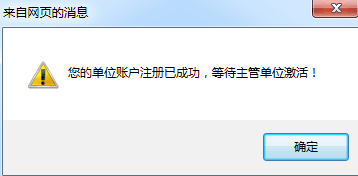 来自网页的消息
您的单位账户注册已成功，等待主管单位激活！
确定